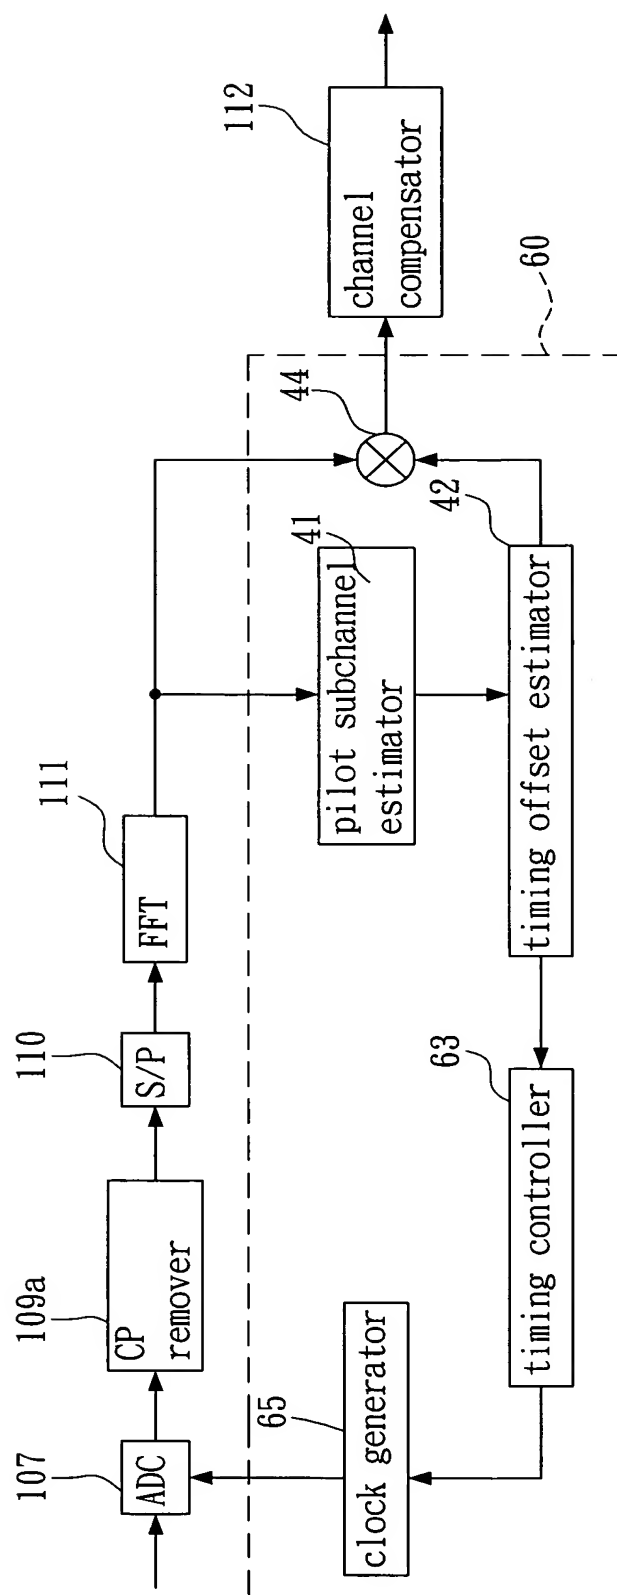 107
ADC
109a
CP
remover
110
S/P
111
FFT
112
channel
compensator
60
44
41
pilot subchannel
estimator
42
timing offset estimator
63
timing controller
65
clock generator